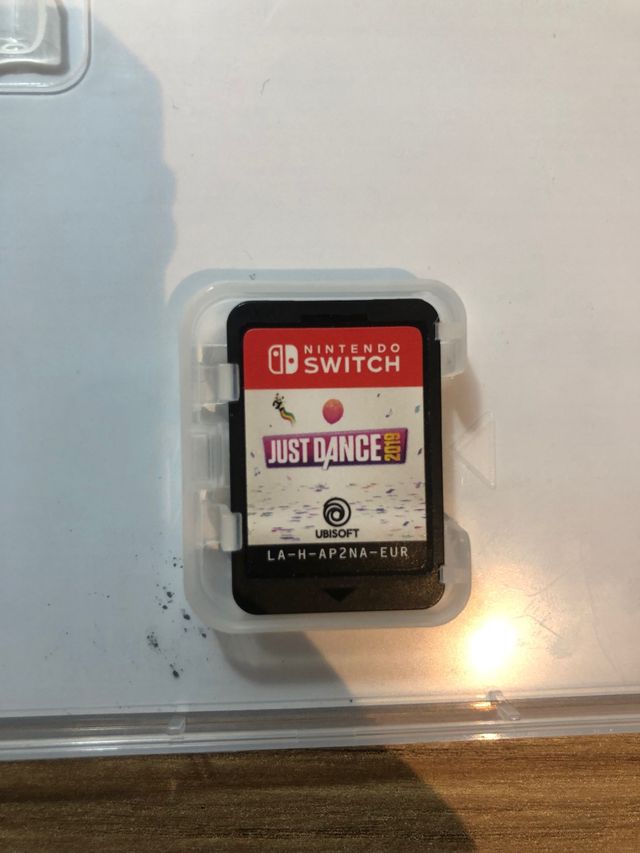 NINTENDO
SWITCH
JUST DANCE 2019
UBISOFT
LA-H-AP2NA-EUR